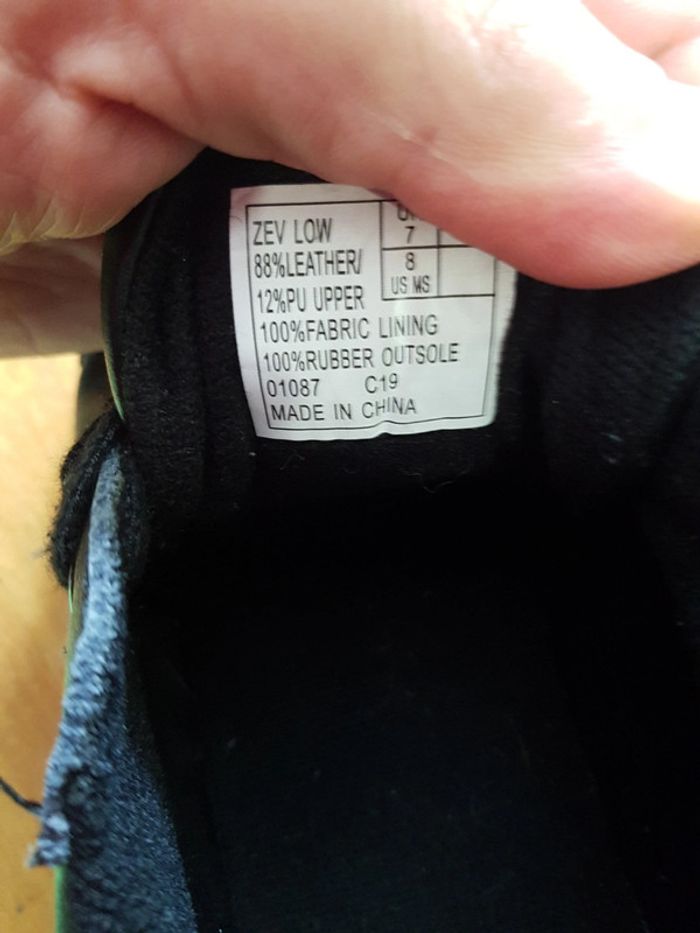 ZEV LOW
88%LEATHER/
12%PU UPPER
7
8
US MS
100%FABRIC LINING
100%RUBBER OUTSOLE
01087 C19
MADE IN CHINA